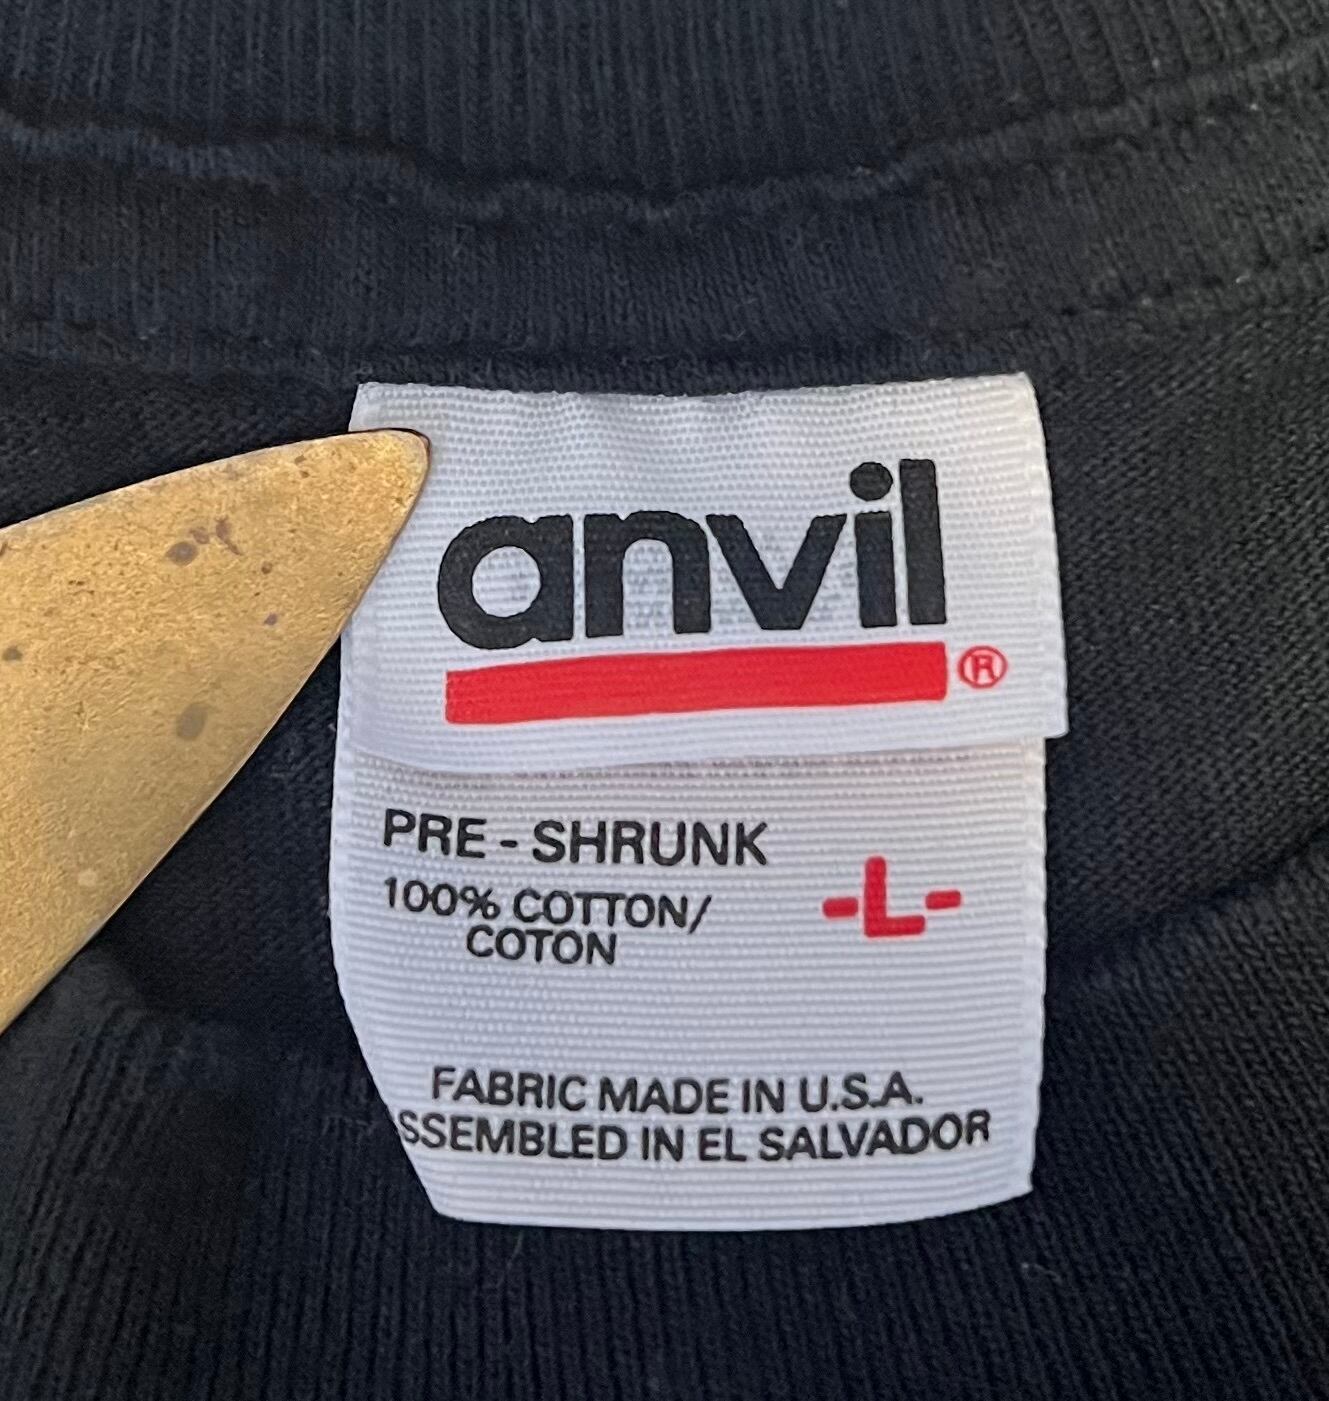 anvil
®
PRE - SHRUNK
100% COTTON/
COTON
-L-
FABRIC MADE IN U.S.A.
SSEMBLED IN EL SALVADOR